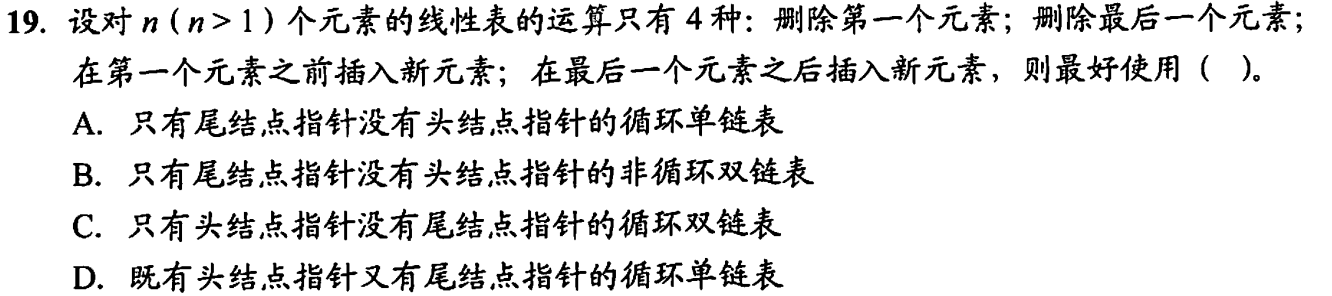 19. 设对 n（n > 1）个元素的线性表的运算只有 4 种：删除第一个元素；删除最后一个元素；
在第一个元素之前插入新元素；在最后一个元素之后插入新元素，则最好使用（ ）。
A. 只有尾结点指针没有头结点指针的循环单链表
B. 只有尾结点指针没有头结点指针的非循环双链表
C. 只有头结点指针没有尾结点指针的循环双链表
D. 既有头结点指针又有尾结点指针的循环单链表